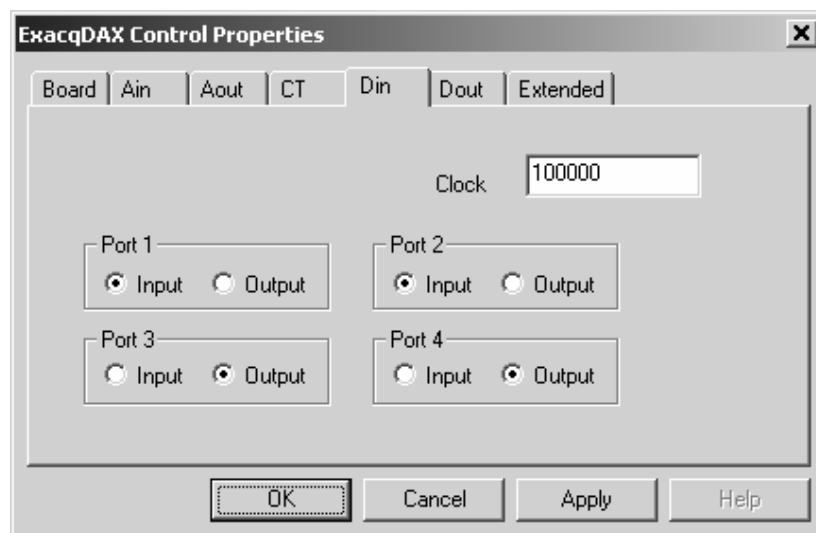 ExacqDAX Control Properties
Board Ain Aout CT Din Dout Extended
Clock 100000
Port 1 Port 2
Input Output Input Output
Port 3 Port 4
Input Output Input Output
OK Cancel Apply Help